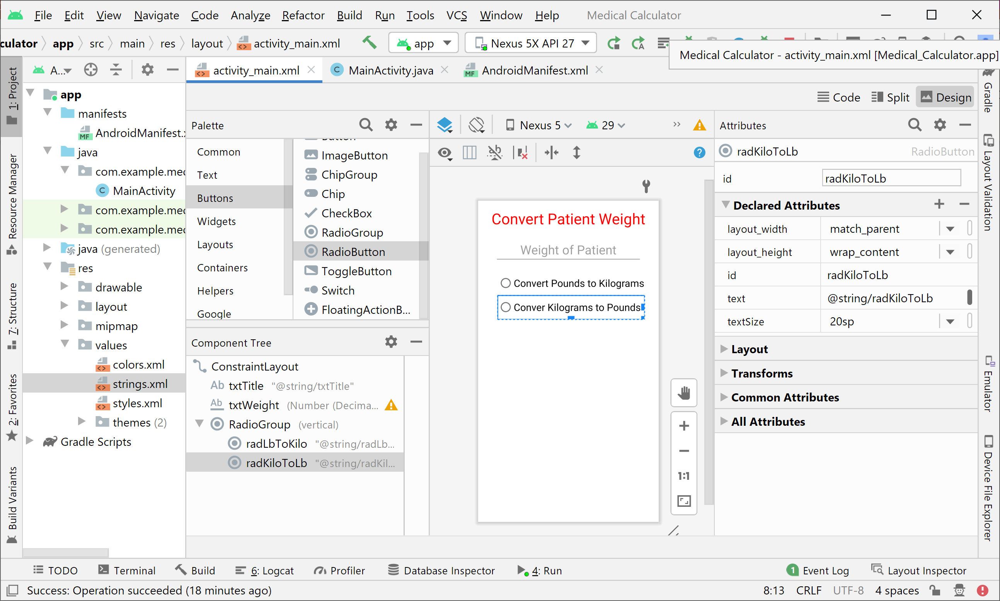 File Edit View Navigate Code Analyze Refactor Build Run Tools VCS Window Help Medical Calculator
culator app src main res layout activity_main.xml app Nexus 5X API 27
Medical Calculator - activity_main.xml [Medical_Calculator.app]
A... activity_main.xml MainActivity.java AndroidManifest.xml
Code Split Design
1: Project
Resource Manager
7: Structure
2: Favorites
Build Variants
app
manifests
AndroidManifest.x
java
com.example.med
MainActivity
com.example.med
com.example.med
java (generated)
res
drawable
layout
mipmap
values
colors.xml
strings.xml
styles.xml
themes (2)
Gradle Scripts
Palette
Common
Text
Buttons
Widgets
Layouts
Containers
Helpers
Google
Button
ImageButton
ChipGroup
Chip
CheckBox
RadioGroup
RadioButton
ToggleButton
Switch
FloatingActionB...
Component Tree
ConstraintLayout
Ab txtTitle "@string/txtTitle"
Ab txtWeight (Number (Decima...
RadioGroup (vertical)
radLbToKilo "@string/radLb...
radKiloToLb "@string/radKil...
Nexus 5 29
Convert Patient Weight
Weight of Patient
Convert Pounds to Kilograms
Conver Kilograms to Pounds
1:1
Attributes
radKiloToLb RadioButton
id radKiloToLb
Declared Attributes
layout_width match_parent
layout_height wrap_content
id radKiloToLb
text @string/radKiloToLb
textSize 20sp
Layout
Transforms
Common Attributes
All Attributes
Gradle
Layout Validation
Emulator
Device File Explorer
TODO Terminal Build 6: Logcat Profiler Database Inspector 4: Run 1 Event Log Layout Inspector
Success: Operation succeeded (18 minutes ago) 8:13 CRLF UTF-8 4 spaces